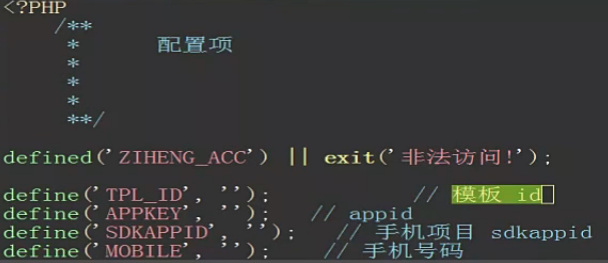 <?PHP
/**
* 配置项
*
*
*
**/
defined('ZIHENG_ACC') || exit('非法访问!');
define('TPL_ID', ''); // 模板 id
define('APPKEY', ''); // appid
define('SDKAPPID', ''); // 手机项目 sdkappid
define('MOBILE', ''); // 手机号码